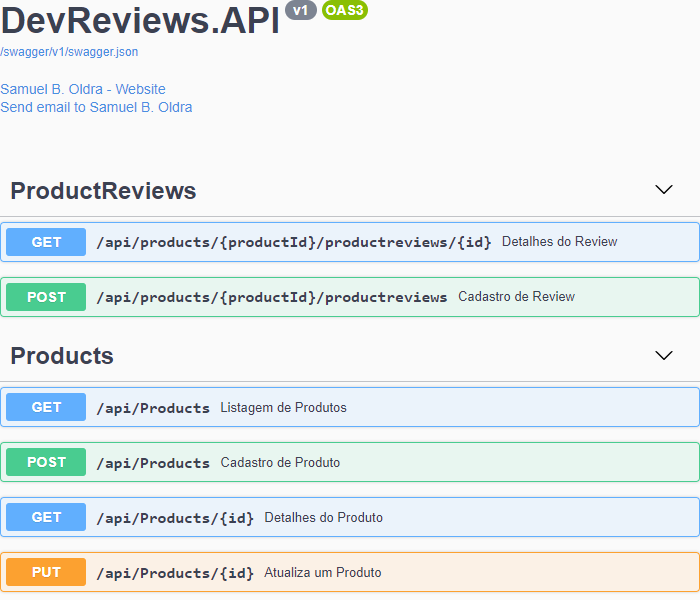 DevReviews.API v1 OAS3
/swagger/v1/swagger.json
Samuel B. Oldra - Website
Send email to Samuel B. Oldra
ProductReviews
GET /api/products/{productId}/productreviews/{id} Detalhes do Review
POST /api/products/{productId}/productreviews Cadastro de Review
Products
GET /api/Products Listagem de Produtos
POST /api/Products Cadastro de Produto
GET /api/Products/{id} Detalhes do Produto
PUT /api/Products/{id} Atualiza um Produto